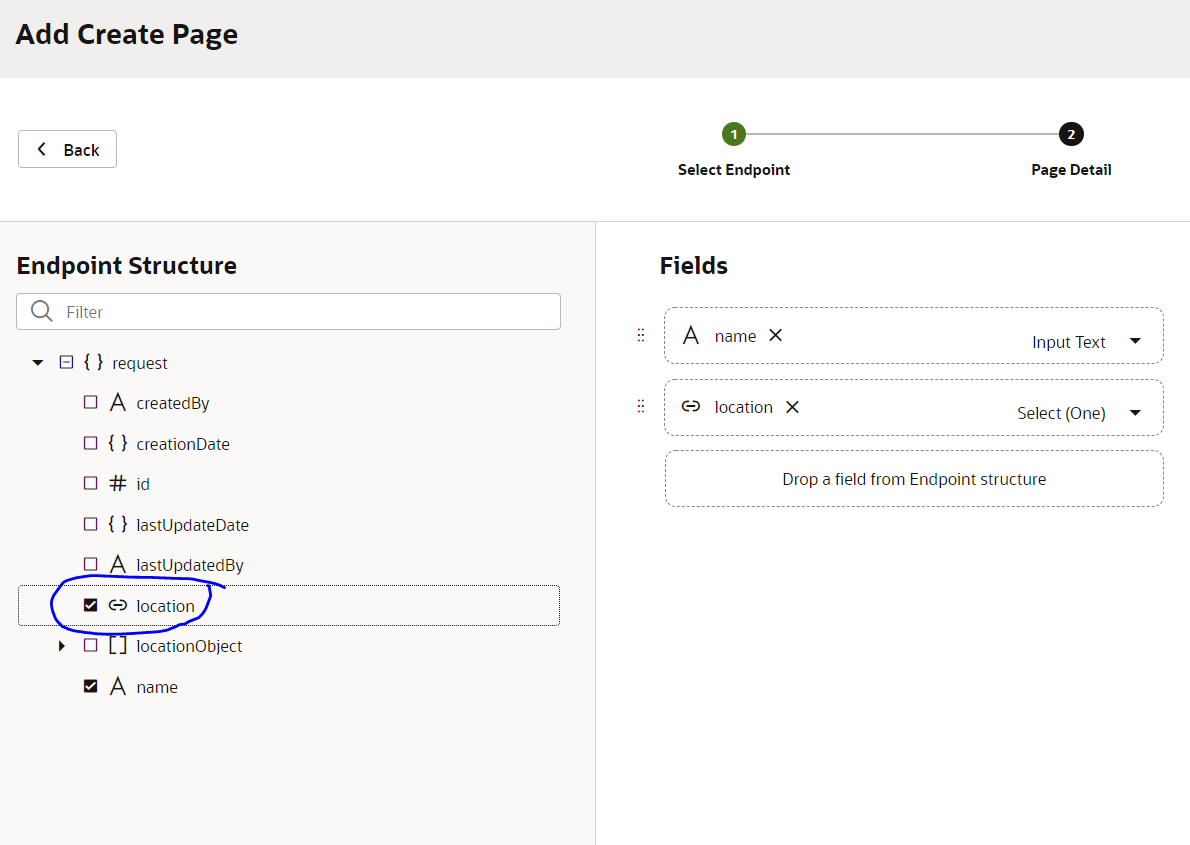 Add Create Page
Back
1
2
Select Endpoint
Page Detail
Endpoint Structure
Filter
{ } request
A createdBy
{ } creationDate
# id
{ } lastUpdateDate
A lastUpdatedBy
location
[ ] locationObject
A name
Fields
A name Input Text
location Select (One)
Drop a field from Endpoint structure